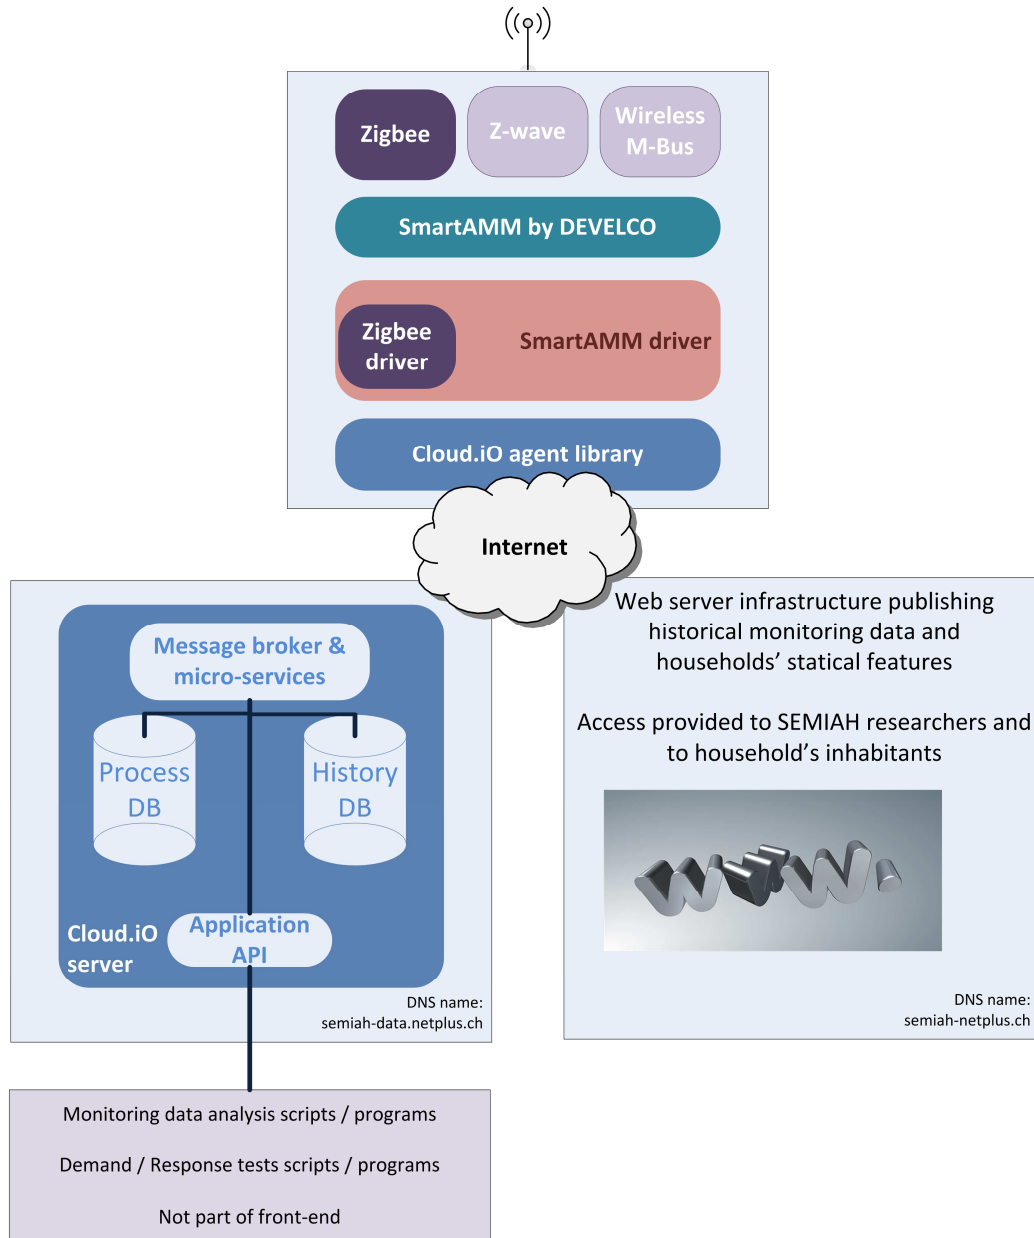 Zigbee
Z-wave
Wireless
M-Bus
SmartAMM by DEVELCO
Zigbee
driver
SmartAMM driver
Cloud.iO agent library
Internet
Message broker &
micro-services
Process
DB
History
DB
Cloud.iO
server
Application
API
DNS name:
semiah-data.netplus.ch
Web server infrastructure publishing
historical monitoring data and
households’ statical features
Access provided to SEMIAH researchers and
to household’s inhabitants
www.
DNS name:
semiah-netplus.ch
Monitoring data analysis scripts / programs
Demand / Response tests scripts / programs
Not part of front-end